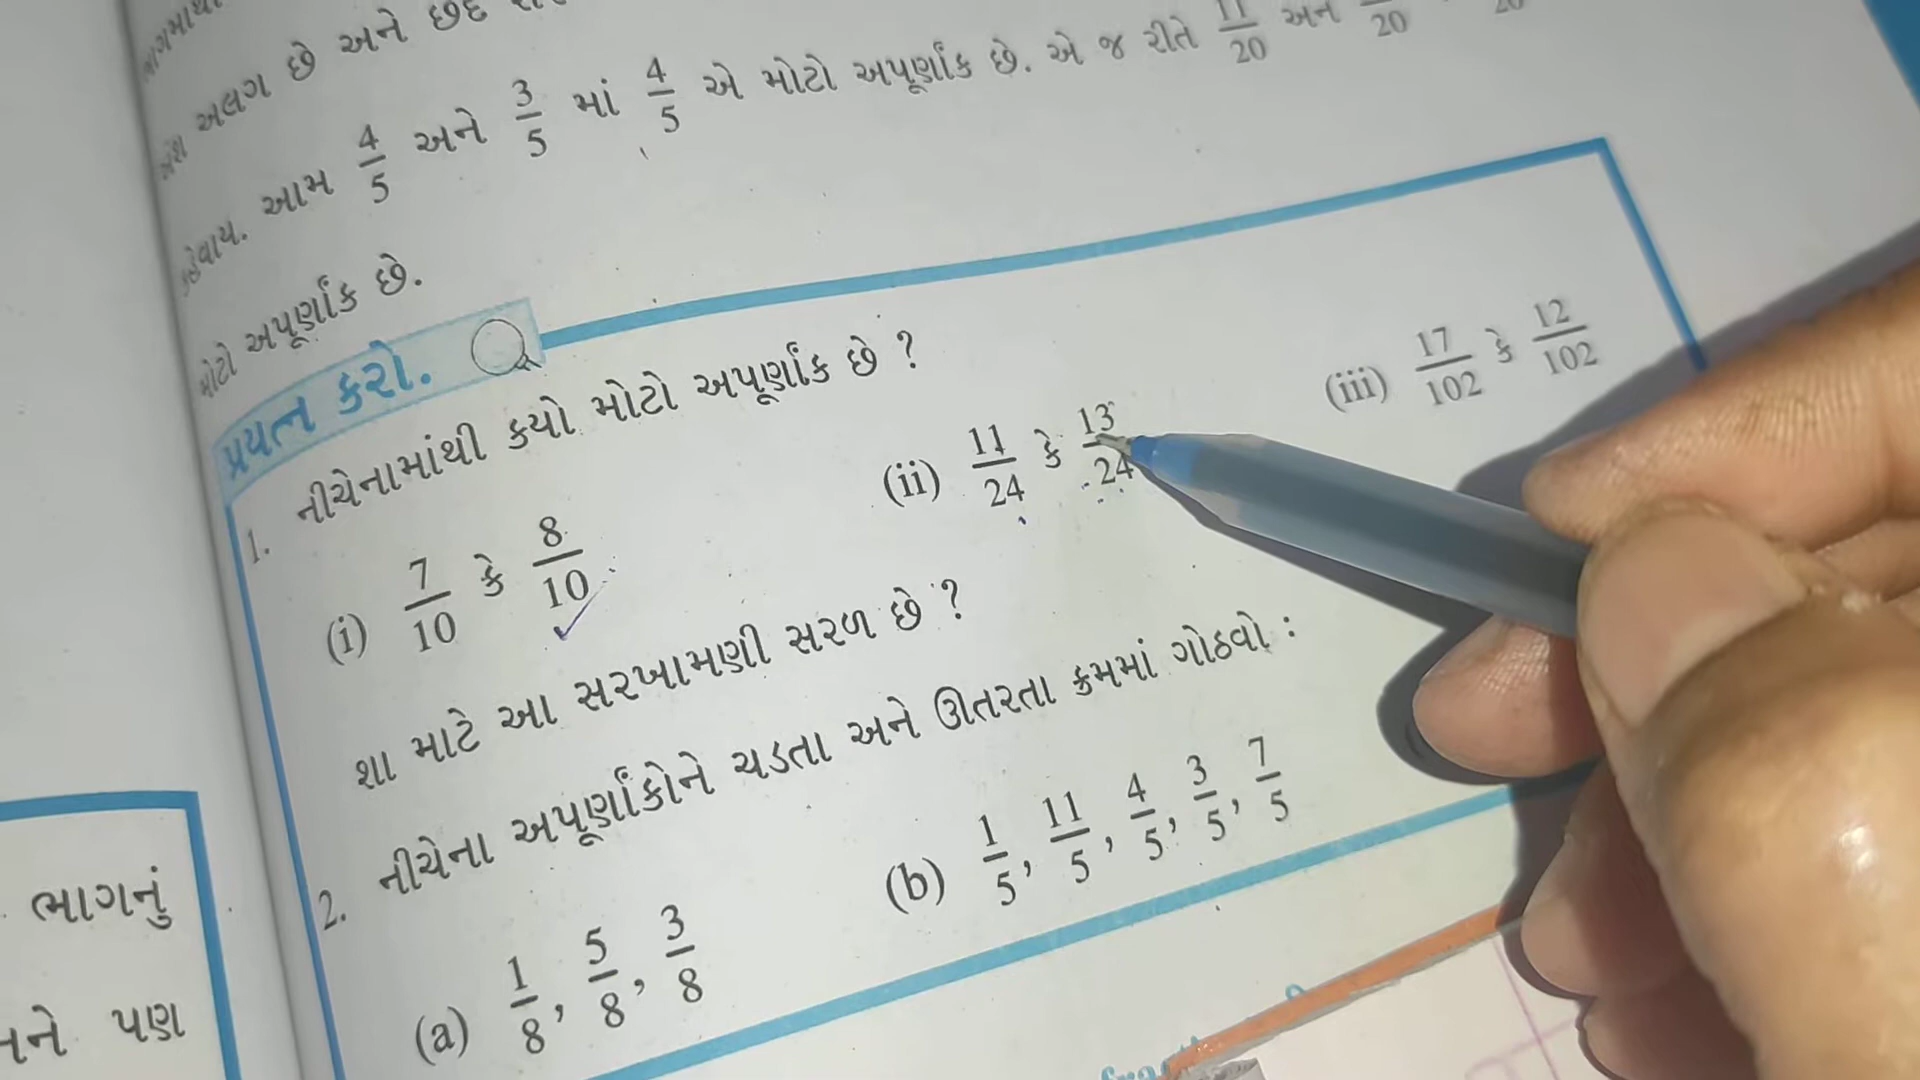 અલગ છે અને છેદ
કહેવાય. આમ 4/5 અને 3/5 માં 4/5 એ મોટો અપૂર્ણાંક છે. એ જ રીતે 11/20 અને /20
મોટો અપૂર્ણાંક છે.
પ્રયત્ન કરો.
1. નીચેનામાંથી કયો મોટો અપૂર્ણાંક છે ?
(i) 7/10 કે 8/10 (ii) 11/24 કે 13/24 (iii) 17/102 કે 12/102
શા માટે આ સરખામણી સરળ છે ?
2. નીચેના અપૂર્ણાંકોને ચડતા અને ઊતરતા ક્રમમાં ગોઠવો :
(a) 1/8, 5/8, 3/8 (b) 1/5, 11/5, 4/5, 3/5, 7/5
ભાગનું
પણ